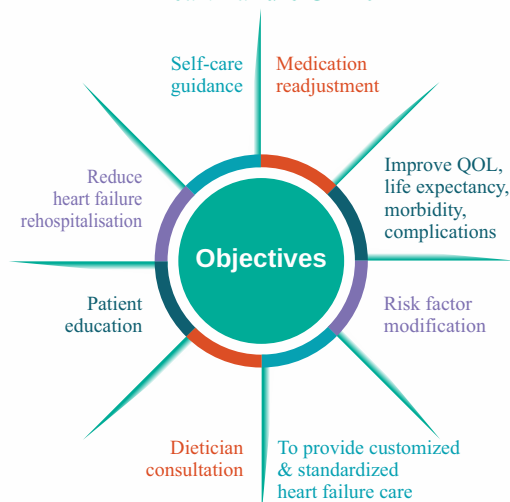 Self-care
guidance
Medication
readjustment
Improve QOL,
life expectancy,
morbidity,
complications
Reduce
heart failure
rehospitalisation
Objectives
Patient
education
Risk factor
modification
Dietician
consultation
To provide customized
& standardized
heart failure care